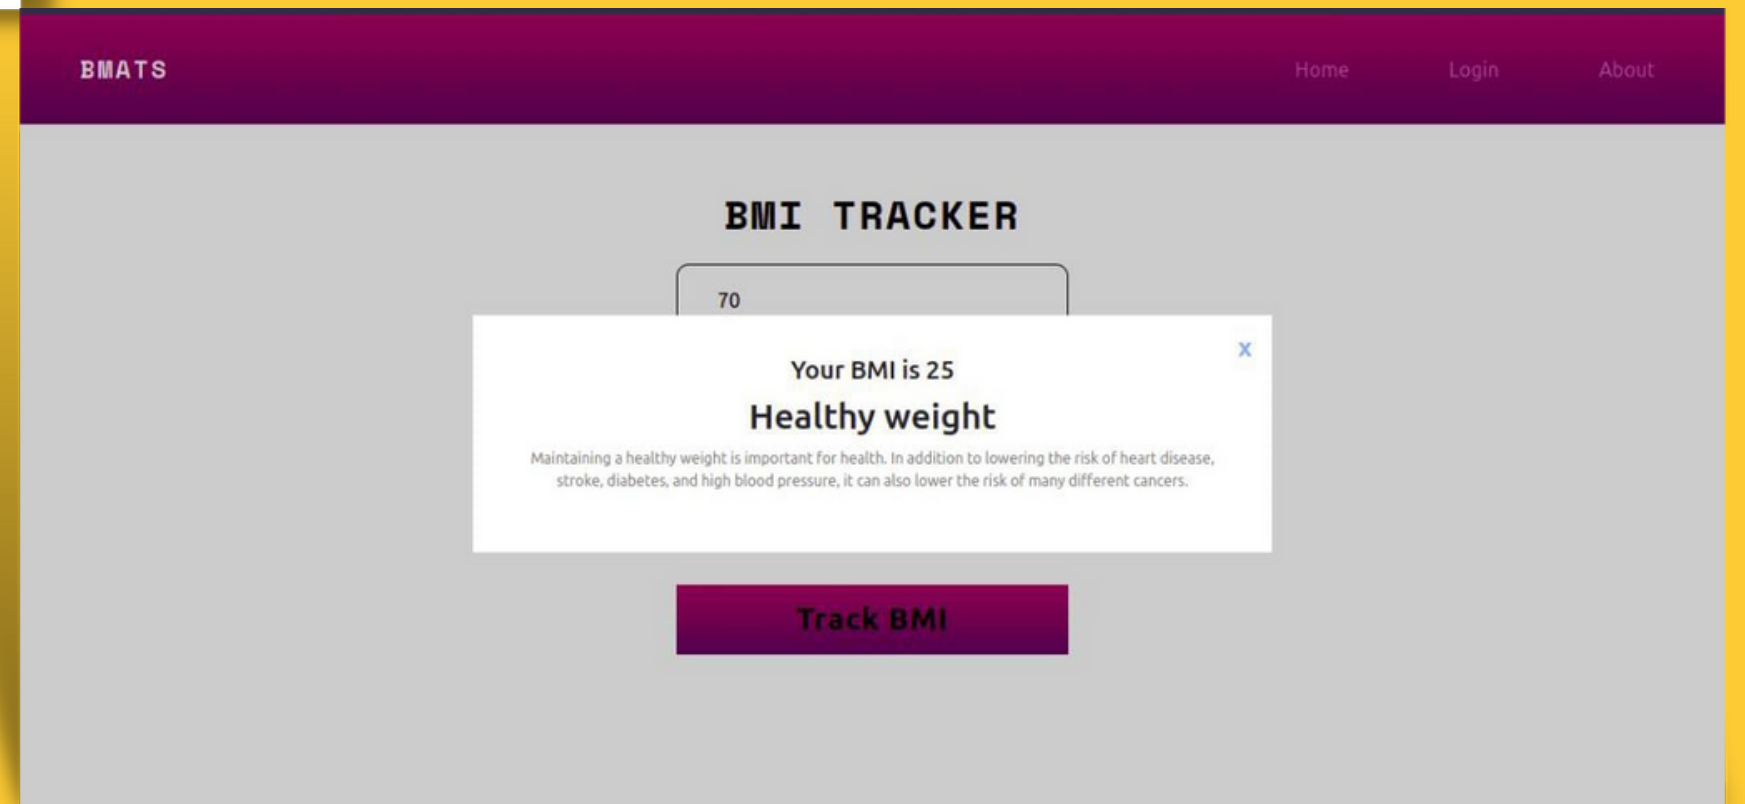 BMATS
Home Login About
BMI TRACKER
70
Your BMI is 25
x
Healthy weight
Maintaining a healthy weight is important for health. In addition to lowering the risk of heart disease,
stroke, diabetes, and high blood pressure, it can also lower the risk of many different cancers.
Track BMI